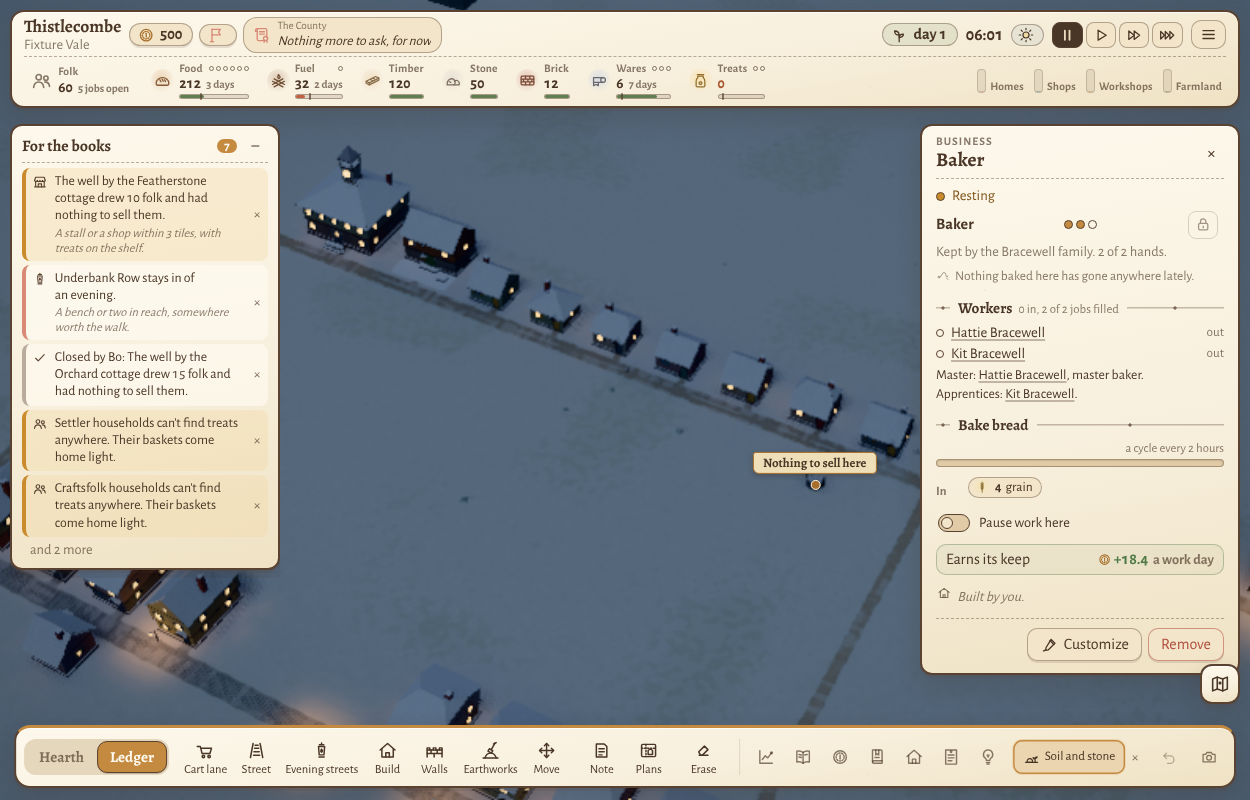 Thistlecombe
Fixture Vale
500
The County
Nothing more to ask, for now
day 1
06:01
Folk
60 5 jobs open
Food
212 3 days
Fuel
32 2 days
Timber
120
Stone
50
Brick
12
Wares
6 7 days
Treats
0
Homes
Shops
Workshops
Farmland
For the books
7
The well by the Featherstone
cottage drew 10 folk and had
nothing to sell them.
A stall or a shop within 3 tiles, with
treats on the shelf.
Underbank Row stays in of
an evening.
A bench or two in reach, somewhere
worth the walk.
Closed by Bo: The well by the
Orchard cottage drew 15 folk and
had nothing to sell them.
Settler households can't find treats
anywhere. Their baskets come
home light.
Craftsfolk households can't find
treats anywhere. Their baskets
come home light.
and 2 more
Nothing to sell here
BUSINESS
Baker
Resting
Baker
Kept by the Bracewell family. 2 of 2 hands.
Nothing baked here has gone anywhere lately.
Workers 0 in, 2 of 2 jobs filled
Hattie Bracewell out
Kit Bracewell out
Master: Hattie Bracewell, master baker.
Apprentices: Kit Bracewell.
Bake bread
a cycle every 2 hours
In 4 grain
Pause work here
Earns its keep +18.4 a work day
Built by you.
Customize
Remove
Hearth
Ledger
Cart lane
Street
Evening streets
Build
Walls
Earthworks
Move
Note
Plans
Erase
Soil and stone